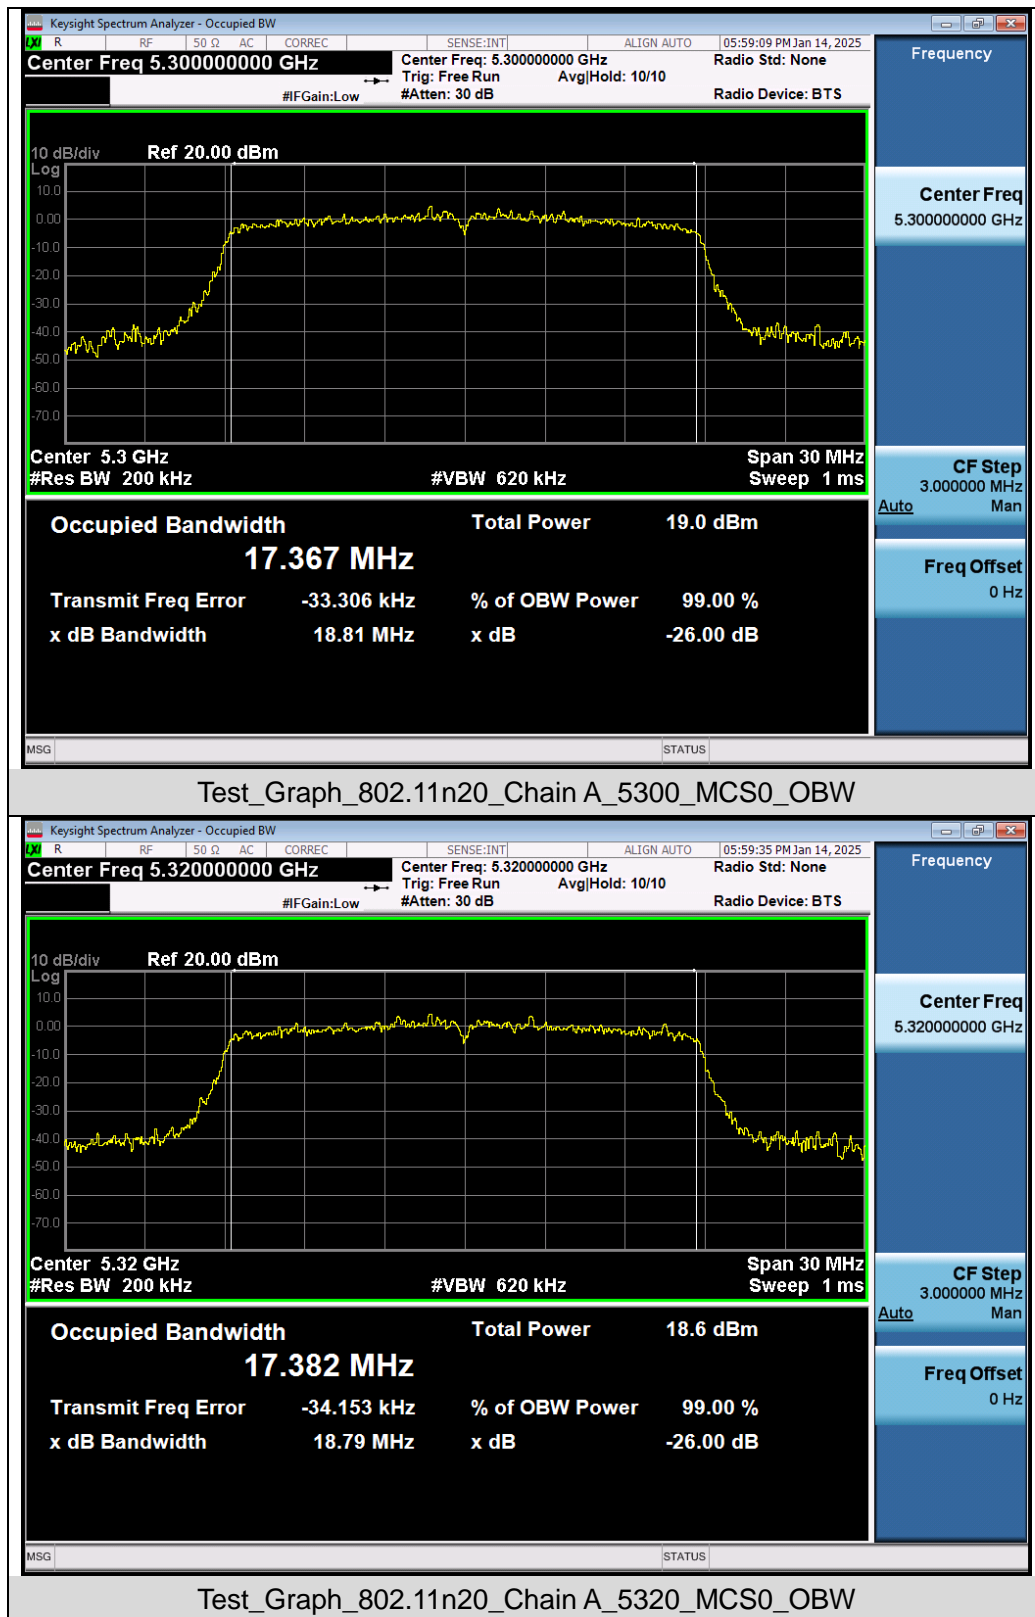 Keysight Spectrum Analyzer - Occupied BW
LXI R RF 50 Ω AC CORREC SENSE:INT ALIGN AUTO 05:59:09 PM Jan 14, 2025
Center Freq 5.300000000 GHz
Center Freq: 5.300000000 GHz Radio Std: None
Trig: Free Run Avg|Hold: 10/10
#IFGain:Low #Atten: 30 dB Radio Device: BTS
Frequency
10 dB/div Ref 20.00 dBm
Log
10.0
0.00
-10.0
-20.0
-30.0
-40.0
-50.0
-60.0
-70.0
Center Freq
5.300000000 GHz
Center 5.3 GHz Span 30 MHz
#Res BW 200 kHz #VBW 620 kHz Sweep 1 ms
CF Step
3.000000 MHz
Auto Man
Freq Offset
0 Hz
Occupied Bandwidth Total Power 19.0 dBm
17.367 MHz
Transmit Freq Error -33.306 kHz % of OBW Power 99.00 %
x dB Bandwidth 18.81 MHz x dB -26.00 dB
MSG STATUS
Test_Graph_802.11n20_Chain A_5300_MCS0_OBW
Keysight Spectrum Analyzer - Occupied BW
LXI R RF 50 Ω AC CORREC SENSE:INT ALIGN AUTO 05:59:35 PM Jan 14, 2025
Center Freq 5.320000000 GHz
Center Freq: 5.320000000 GHz Radio Std: None
Trig: Free Run Avg|Hold: 10/10
#IFGain:Low #Atten: 30 dB Radio Device: BTS
Frequency
10 dB/div Ref 20.00 dBm
Log
10.0
0.00
-10.0
-20.0
-30.0
-40.0
-50.0
-60.0
-70.0
Center Freq
5.320000000 GHz
Center 5.32 GHz Span 30 MHz
#Res BW 200 kHz #VBW 620 kHz Sweep 1 ms
CF Step
3.000000 MHz
Auto Man
Freq Offset
0 Hz
Occupied Bandwidth Total Power 18.6 dBm
17.382 MHz
Transmit Freq Error -34.153 kHz % of OBW Power 99.00 %
x dB Bandwidth 18.79 MHz x dB -26.00 dB
MSG STATUS
Test_Graph_802.11n20_Chain A_5320_MCS0_OBW